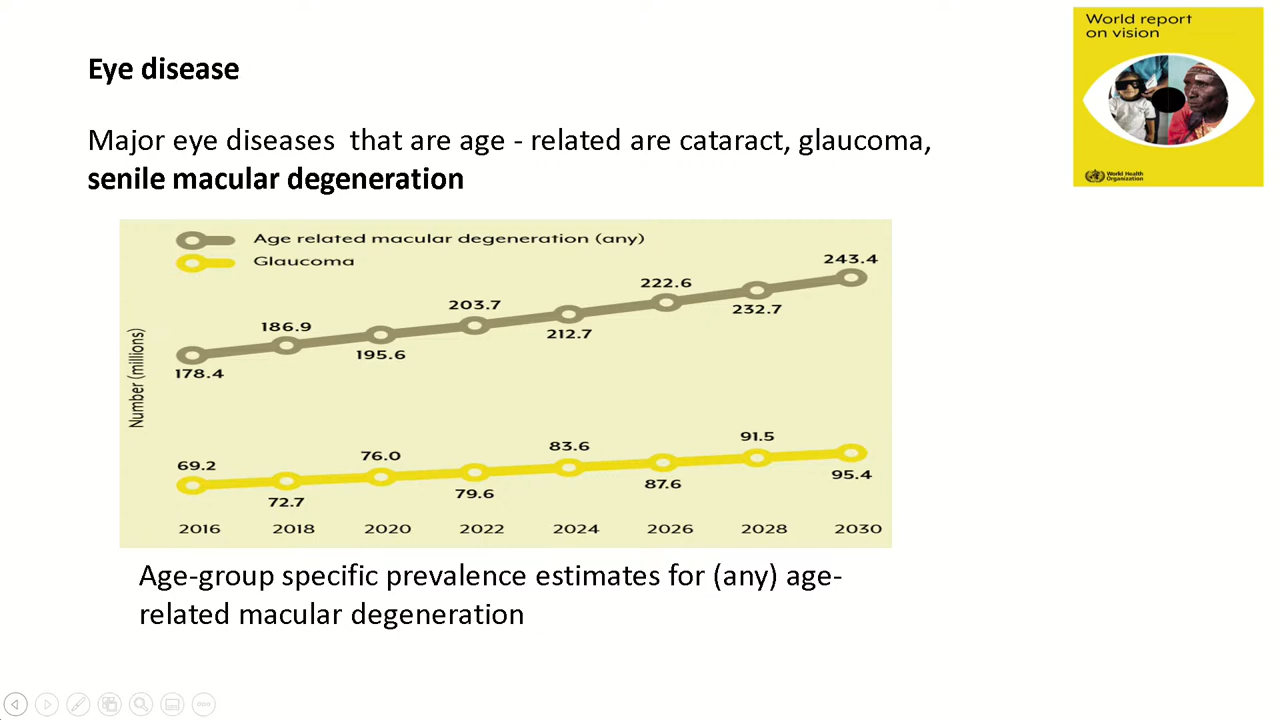 World report
on vision
Eye disease
Major eye diseases  that are age - related are cataract, glaucoma,
senile macular degeneration
World Health
Organization
Age related macular degeneration (any)
Glaucoma
Number (millions)
178.4
186.9
195.6
203.7
212.7
222.6
232.7
243.4
69.2
72.7
76.0
79.6
83.6
87.6
91.5
95.4
2016 2018 2020 2022 2024 2026 2028 2030
Age-group specific prevalence estimates for (any) age-
related macular degeneration